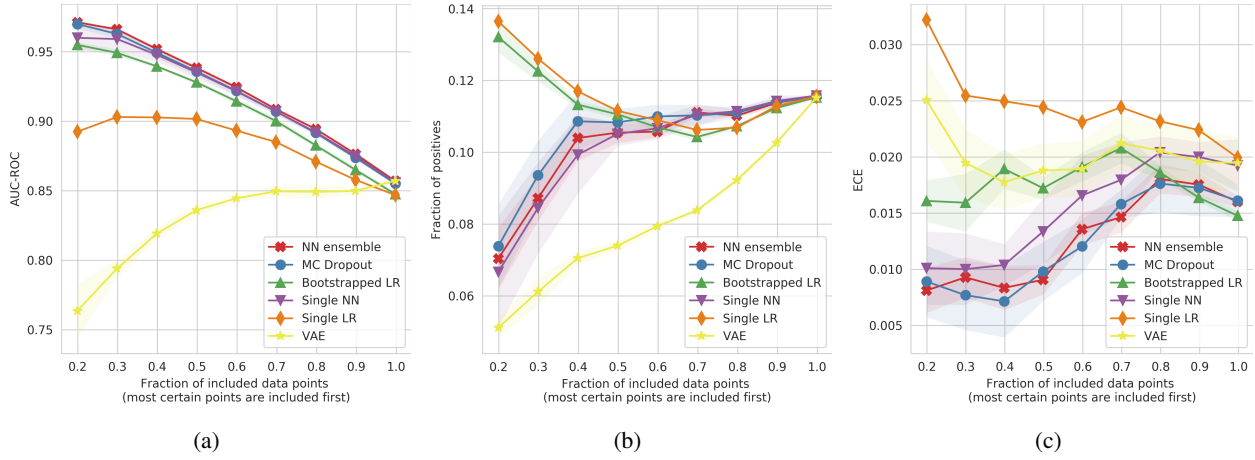 0.95
0.90
0.85
0.80
0.75
AUC-ROC
NN ensemble
MC Dropout
Bootstrapped LR
Single NN
Single LR
VAE
0.2 0.3 0.4 0.5 0.6 0.7 0.8 0.9 1.0
Fraction of included data points
(most certain points are included first)
(a)
0.14
0.12
0.10
0.08
0.06
Fraction of positives
NN ensemble
MC Dropout
Bootstrapped LR
Single NN
Single LR
VAE
0.2 0.3 0.4 0.5 0.6 0.7 0.8 0.9 1.0
Fraction of included data points
(most certain points are included first)
(b)
0.030
0.025
0.020
0.015
0.010
0.005
ECE
NN ensemble
MC Dropout
Bootstrapped LR
Single NN
Single LR
VAE
0.2 0.3 0.4 0.5 0.6 0.7 0.8 0.9 1.0
Fraction of included data points
(most certain points are included first)
(c)